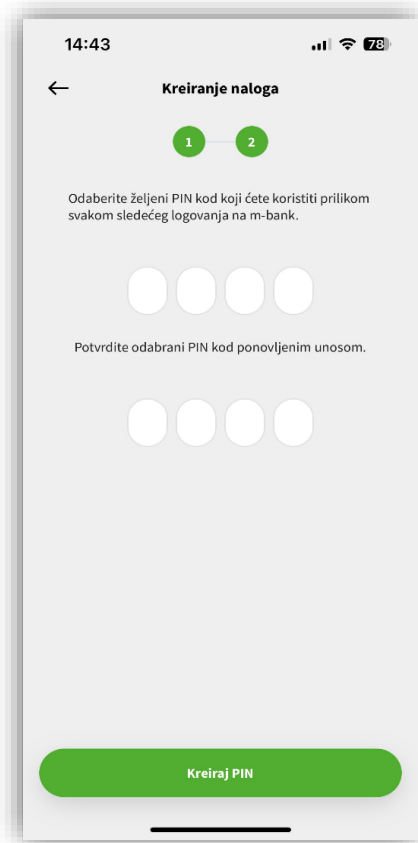 14:43
78
Kreiranje naloga
1
2
Odaberite željeni PIN kod koji ćete koristiti prilikom
svakom sledećeg logovanja na m-bank.
Potvrdite odabrani PIN kod ponovljenim unosom.
Kreiraj PIN